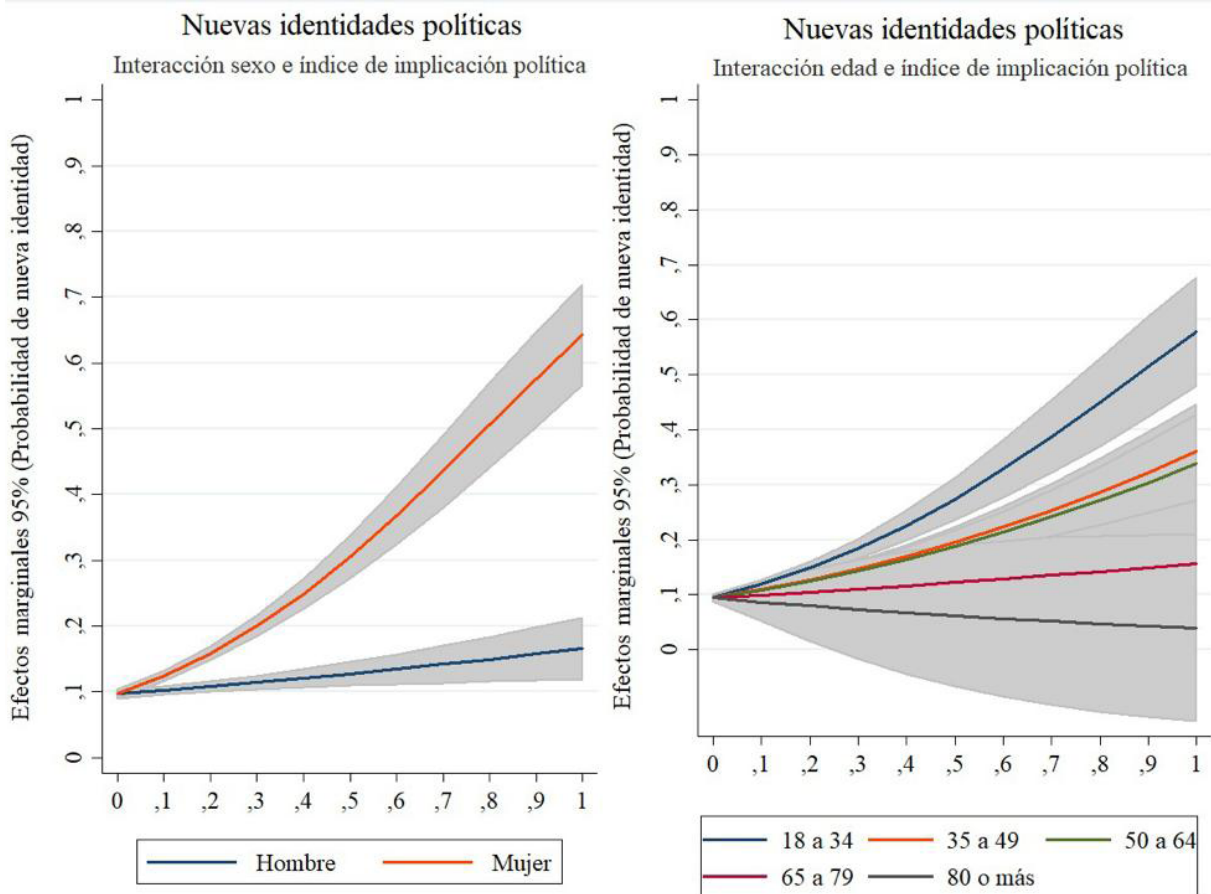 Nuevas identidades políticas
Interacción sexo e índice de implicación política
Efectos marginales 95% (Probabilidad de nueva identidad)
1
,9
,8
,7
,6
,5
,4
,3
,2
,1
0
0 ,1 ,2 ,3 ,4 ,5 ,6 ,7 ,8 ,9 1
Hombre Mujer
Nuevas identidades políticas
Interacción edad e índice de implicación política
Efectos marginales 95% (Probabilidad de nueva identidad)
1
,9
,8
,7
,6
,5
,4
,3
,2
,1
0
0 ,1 ,2 ,3 ,4 ,5 ,6 ,7 ,8 ,9 1
18 a 34 35 a 49 50 a 64
65 a 79 80 o más